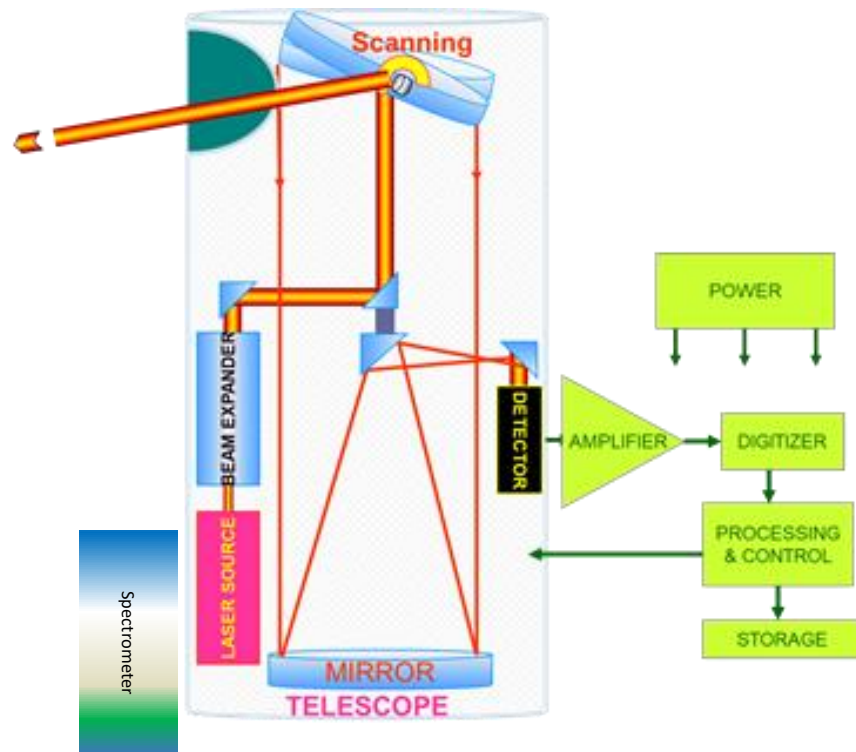 Scanning
POWER
BEAM EXPANDER
DETECTOR
AMPLIFIER
DIGITIZER
LASER SOURCE
Spectrometer
PROCESSING
& CONTROL
STORAGE
MIRROR
TELESCOPE